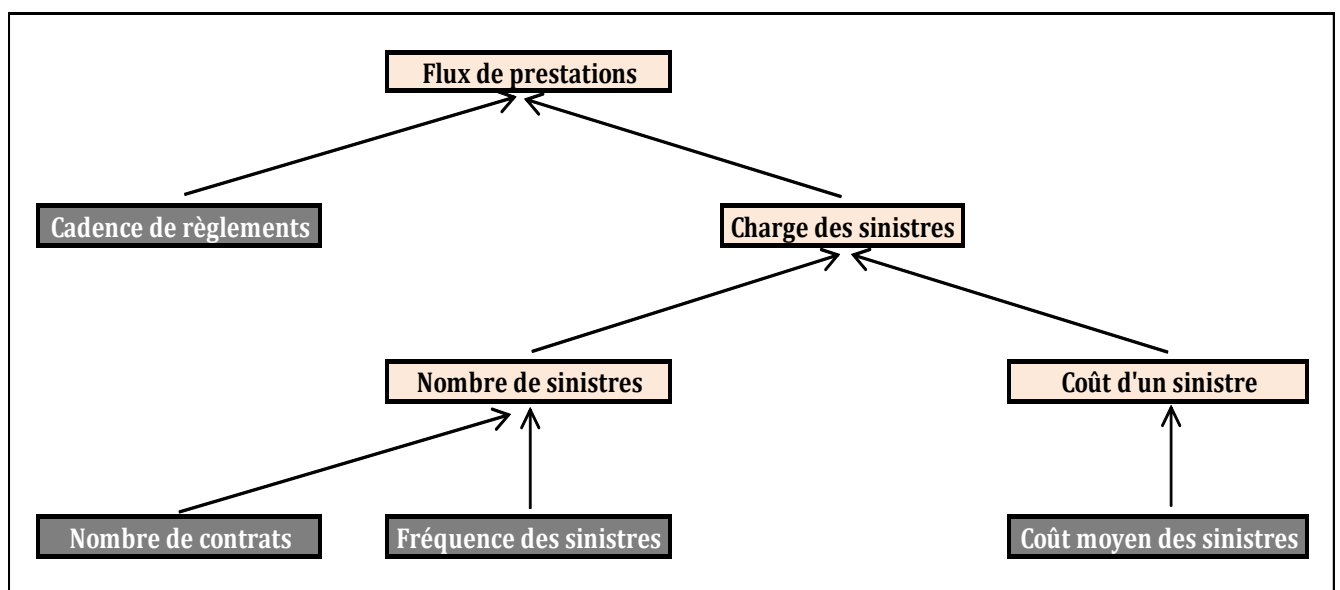 Flux de prestations
Cadence de règlements
Charge des sinistres
Nombre de sinistres
Coût d'un sinistre
Nombre de contrats
Fréquence des sinistres
Coût moyen des sinistres